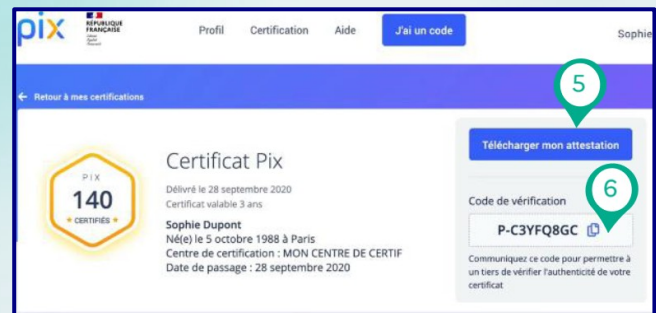 pix
RÉPUBLIQUE
FRANÇAISE
Profil
Certification
Aide
J'ai un code
Sophie
← Retour à mes certifications
5
PIX
140
CERTIFIÉS
Certificat Pix
Délivré le 28 septembre 2020
Certificat valable 3 ans
Sophie Dupont
Né(e) le 5 octobre 1988 à Paris
Centre de certification : MON CENTRE DE CERTIF
Date de passage : 28 septembre 2020
Télécharger mon attestation
6
Code de vérification
P-C3YFQ8GC
Communiquez ce code pour permettre à
un tiers de vérifier l'authenticité de votre
certificat